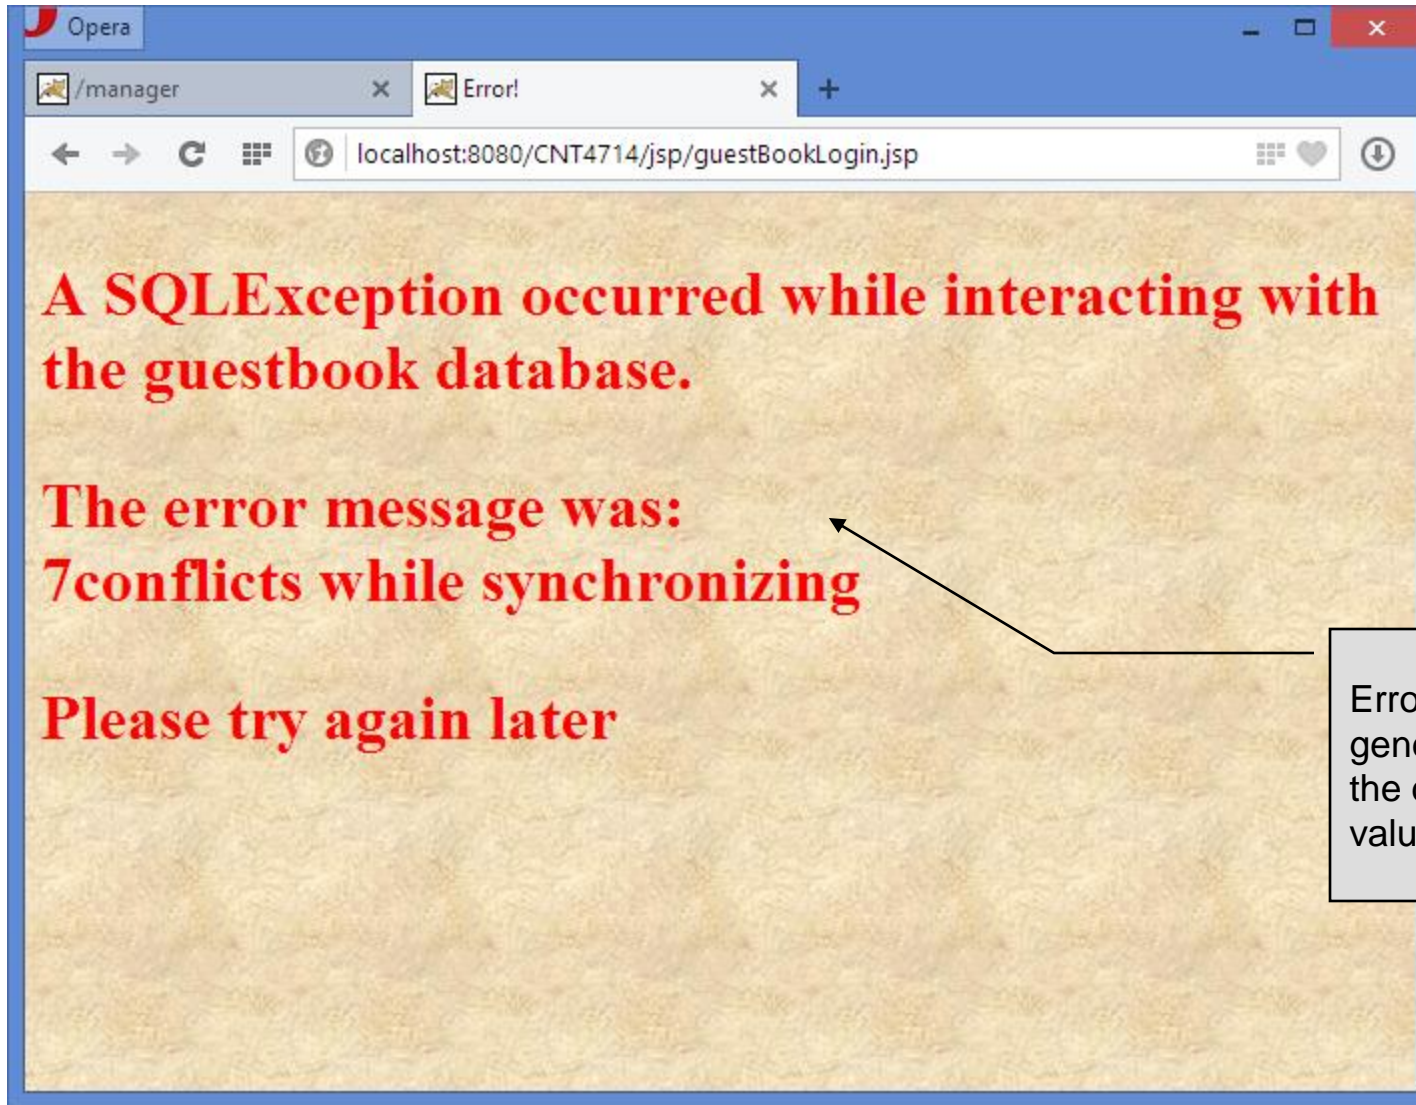 Opera
/manager
Error!
localhost:8080/CNT4714/jsp/guestBookLogin.jsp
A SQLException occurred while interacting with
the guestbook database.
The error message was:
7conflicts while synchronizing
Please try again later
the